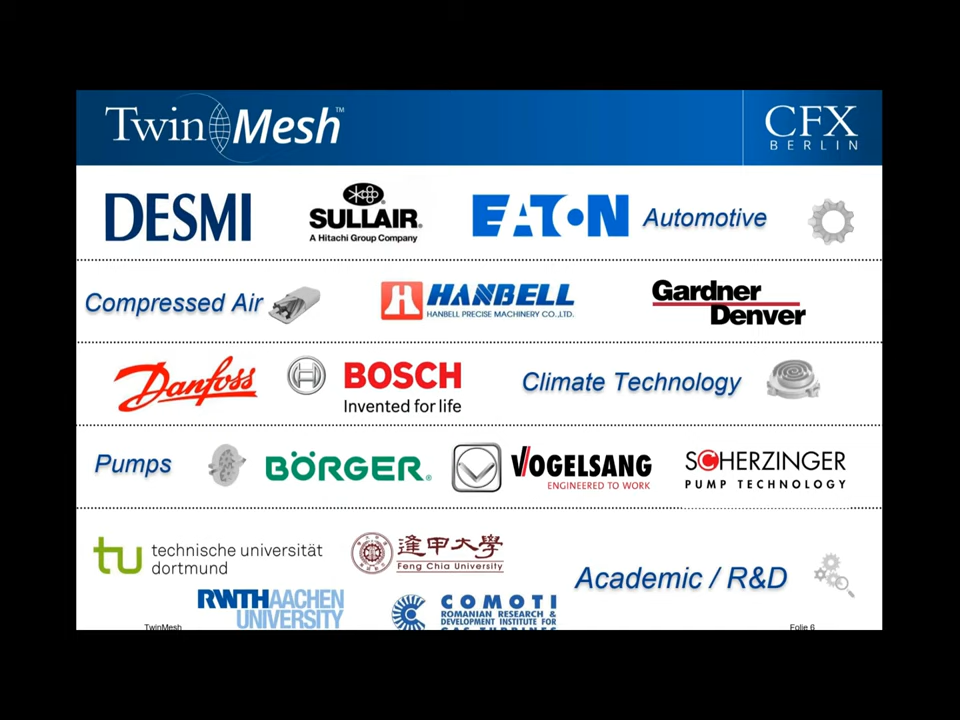 TwinMesh™
CFX
BERLIN
DESMI
SULLAIR®
A Hitachi Group Company
EATON
Automotive
Compressed Air
HANBELL
HANBELL PRECISE MACHINERY CO.,LTD.
Gardner
Denver
Danfoss
BOSCH
Invented for life
Climate Technology
Pumps
BÖRGER®
VOGELSANG
ENGINEERED TO WORK
SCHERZINGER
PUMP TECHNOLOGY
tu technische universität
dortmund
逢甲大學
Feng Chia University
Academic / R&D
RWTHAACHEN
UNIVERSITY
COMOTI
ROMANIAN RESEARCH &
DEVELOPMENT INSTITUTE FOR
GAS TURBINES
TwinMesh
Folie 6